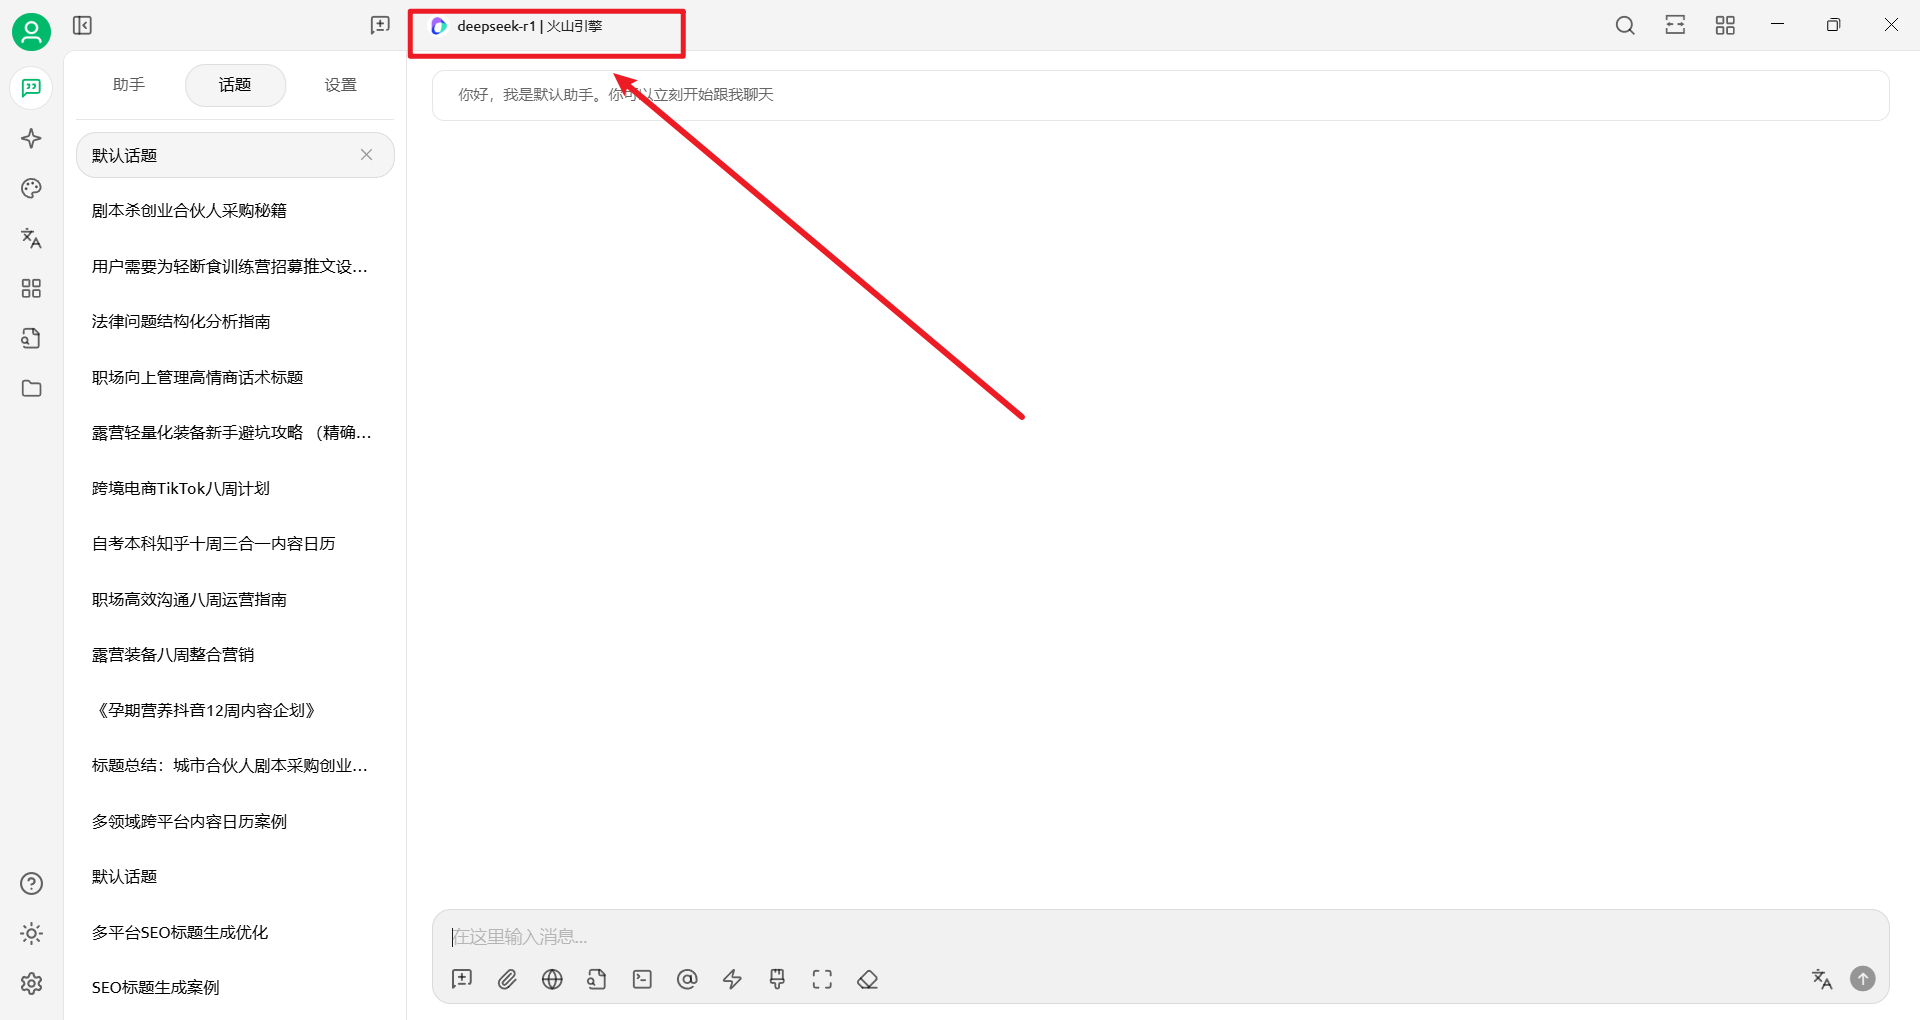 deepseek-r1 | 火山引擎
助手
话题
设置
默认话题
剧本杀创业合伙人采购秘籍
用户需要为轻断食训练营招募推文设...
法律问题结构化分析指南
职场向上管理高情商话术标题
露营轻量化装备新手避坑攻略 （精确...
跨境电商TikTok八周计划
自考本科知乎十周三合一内容日历
职场高效沟通八周运营指南
露营装备八周整合营销
《孕期营养抖音12周内容企划》
标题总结：城市合伙人剧本采购创业...
多领域跨平台内容日历案例
默认话题
多平台SEO标题生成优化
SEO标题生成案例
你好，我是默认助手。你可以立刻开始跟我聊天
在这里输入消息...